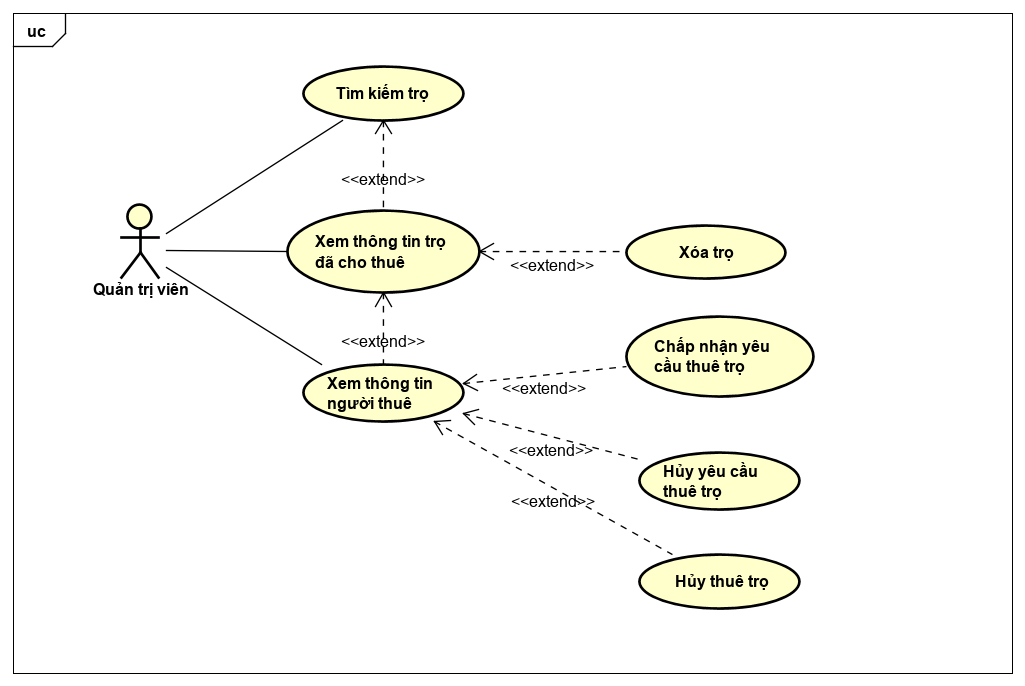 uc
Tìm kiếm trọ
<<extend>>
Xem thông tin trọ
đã cho thuê
Xóa trọ
<<extend>>
Quản trị viên
<<extend>>
Chấp nhận yêu
cầu thuê trọ
Xem thông tin
người thuê
<<extend>>
<<extend>>
Hủy yêu cầu
thuê trọ
<<extend>>
Hủy thuê trọ